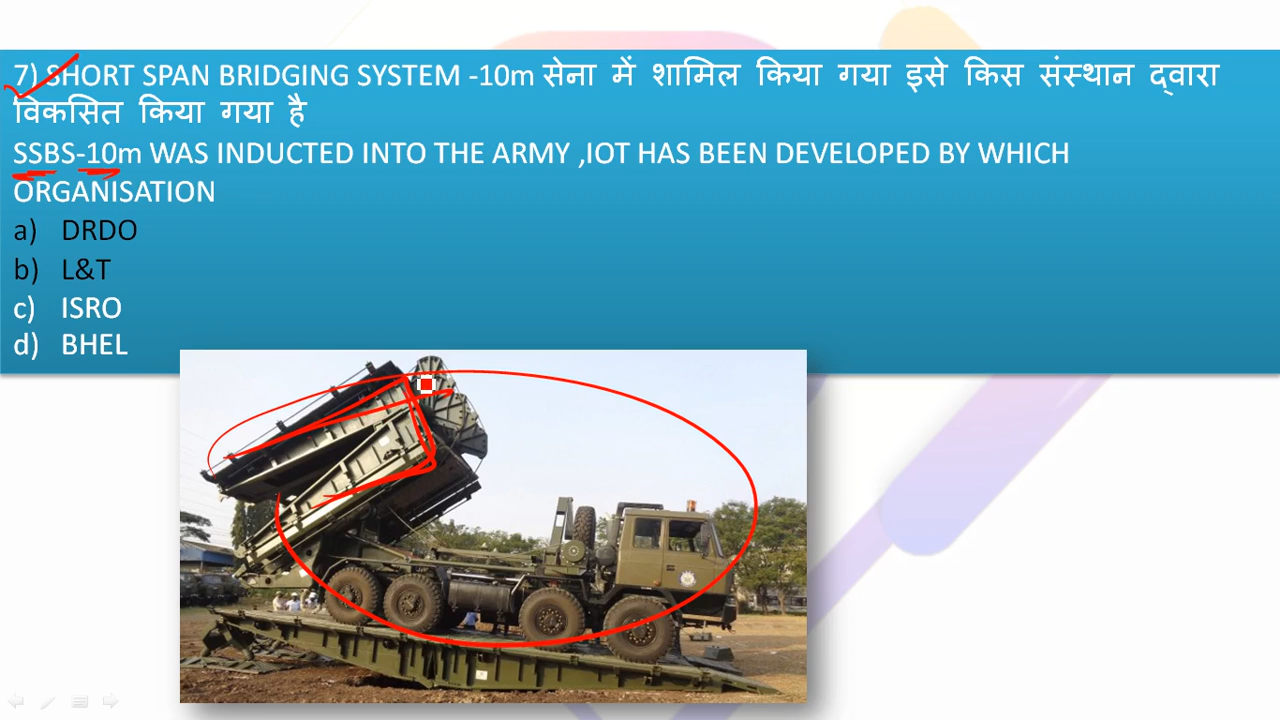 7) SHORT SPAN BRIDGING SYSTEM -10m सेना में शामिल किया गया इसे किस संस्थान द्वारा
विकसित किया गया है
SSBS-10m WAS INDUCTED INTO THE ARMY ,IOT HAS BEEN DEVELOPED BY WHICH
ORGANISATION
a) DRDO
b) L&T
c) ISRO
d) BHEL